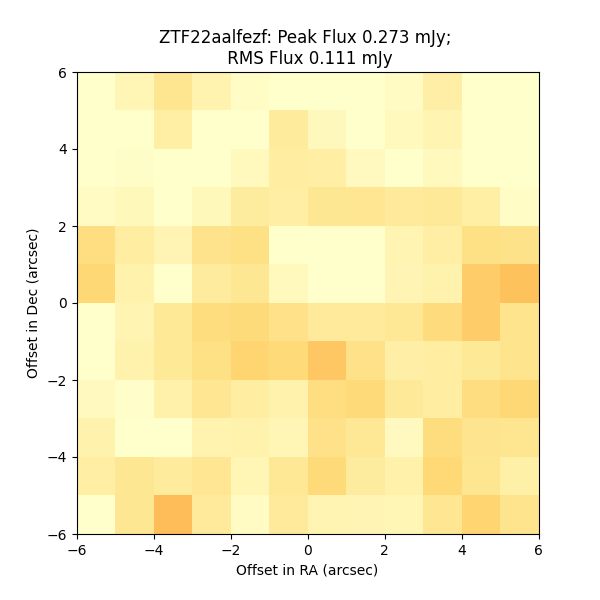 ZTF22aalfezf: Peak Flux 0.273 mJy;
RMS Flux 0.111 mJy
6
4
2
0
−2
−4
−6
Offset in Dec (arcsec)
−6 −4 −2 0 2 4 6
Offset in RA (arcsec)